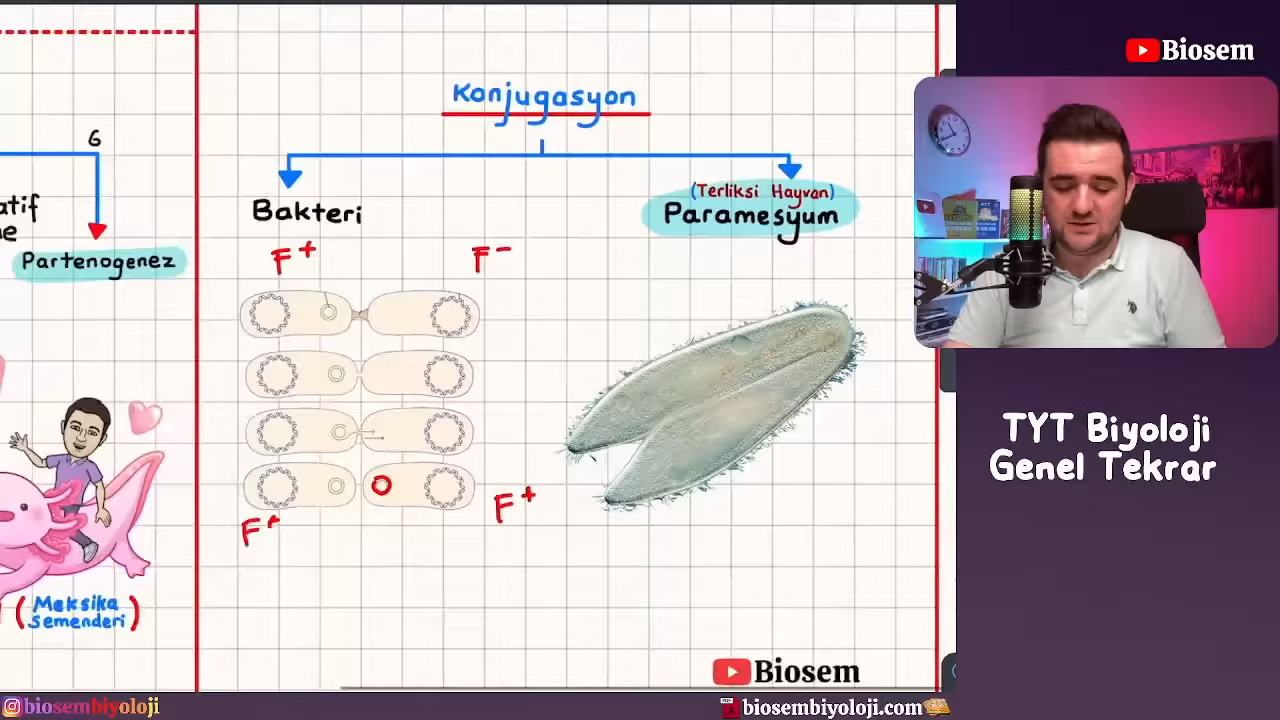 Biosem
Konjugasyon
6
(Terliksi Hayvan)
Bakteri
Paramesyum
atif
e
Partenogenez
F+
F-
TYT Biyoloji
Genel Tekrar
F+
F+
(Meksika
Semenderi)
Biosem
biosembiyoloji
biosembiyoloji.com